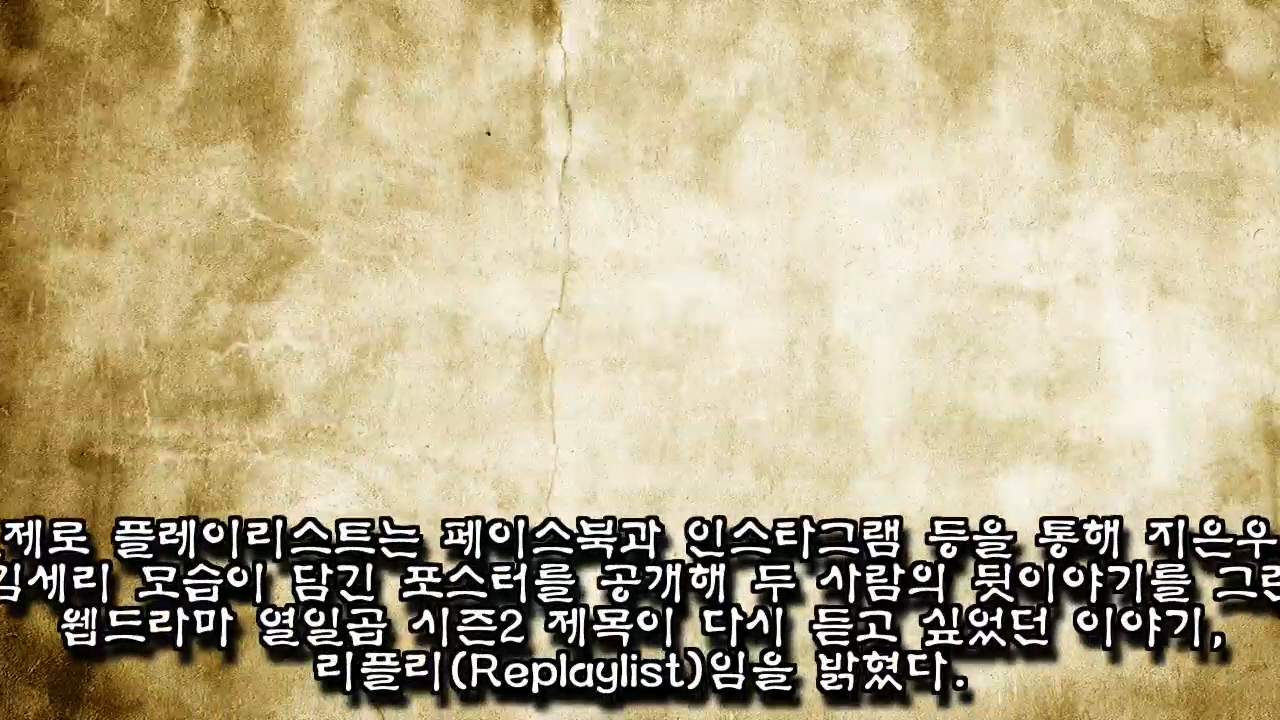 제로 플레이리스트는 페이스북과 인스타그램 등을 통해 지은우
김세리 모습이 담긴 포스터를 공개해 두 사람의 뒷이야기를 그린
웹드라마 열일곱 시즌2 제목이 다시 듣고 싶었던 이야기,
리플리(Replaylist)임을 밝혔다.